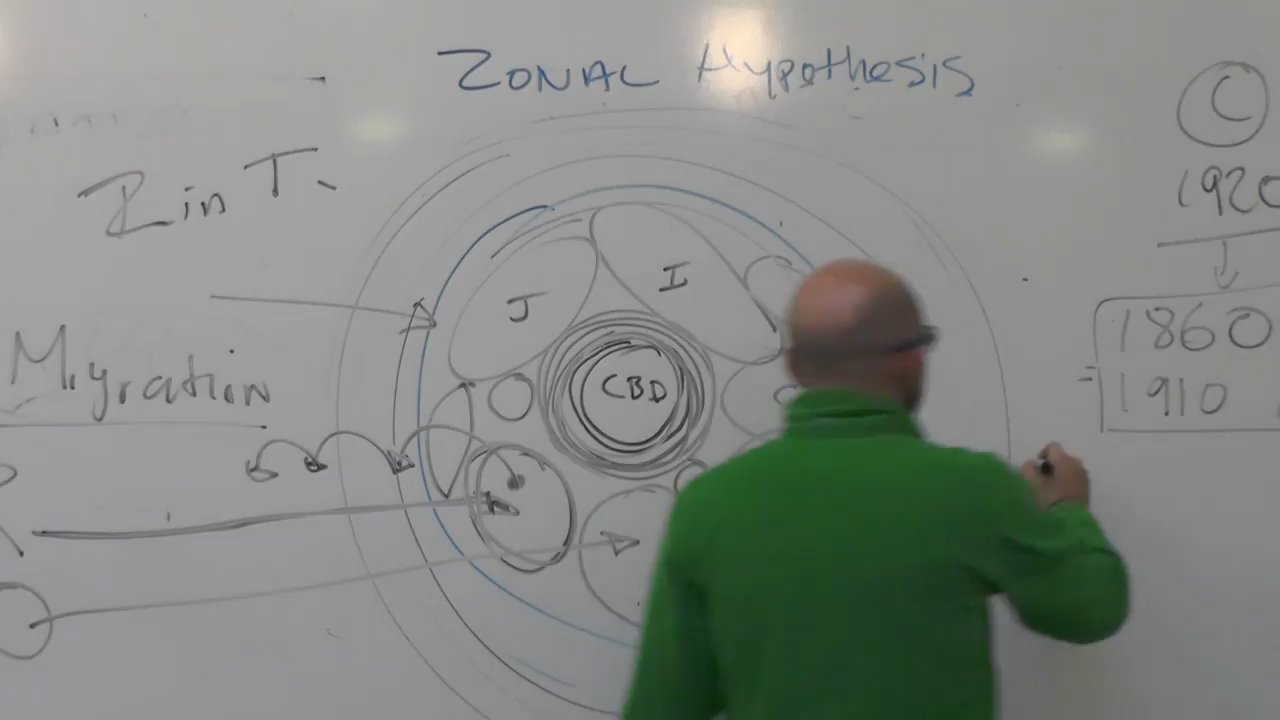 ZONAL Hypothesis
Z in T.
C
1920
J
I
1860
Migration
CBD
= 1910